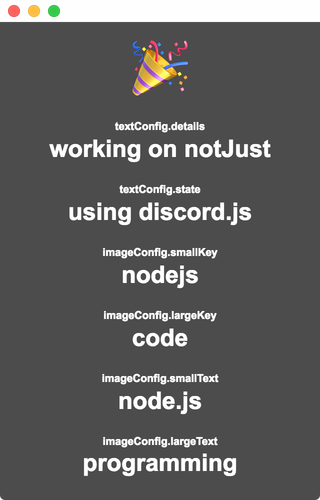 textConfig.details
working on notJust
textConfig.state
using discord.js
imageConfig.smallKey
nodejs
imageConfig.largeKey
code
imageConfig.smallText
node.js
imageConfig.largeText
programming